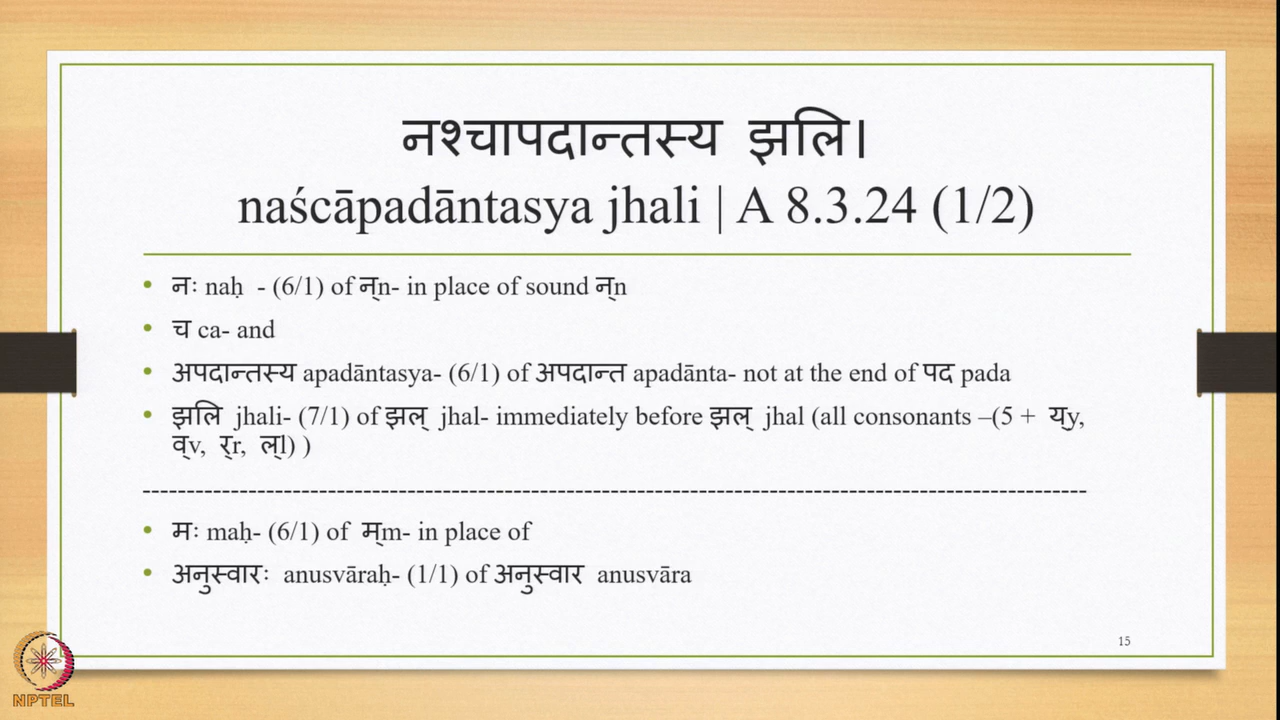 नश्चापदान्तस्य झलि।
naścāpadāntasya jhali | A 8.3.24 (1/2)
• नः naḥ - (6/1) of न्n- in place of sound न्n
• च ca- and
• अपदान्तस्य apadāntasya- (6/1) of अपदान्त apadānta- not at the end of पद pada
• झलि jhali- (7/1) of झल् jhal- immediately before झल् jhal (all consonants –(5 + य्y,
व्v, र्r, ल्l) )
--------------------------------------------------------------------------------------------
• मः maḥ- (6/1) of म्m- in place of
• अनुस्वारः anusvāraḥ- (1/1) of अनुस्वार anusvāra
15
NPTEL